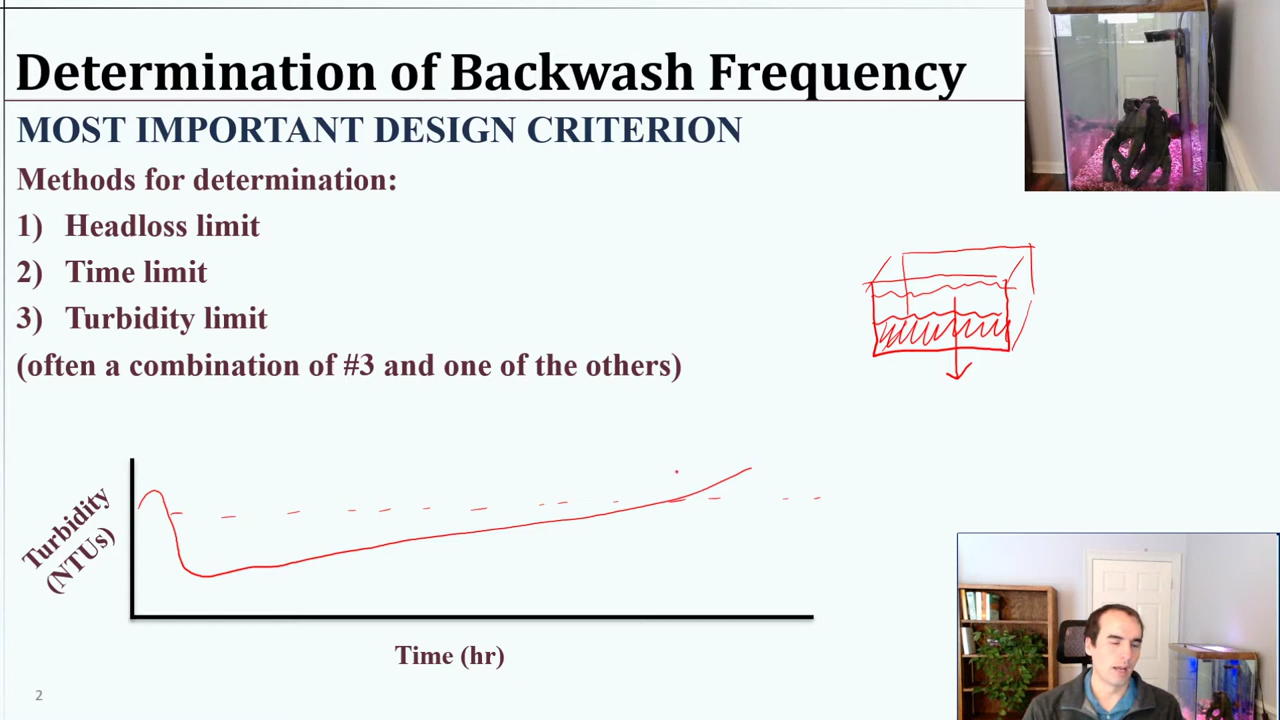 Determination of Backwash Frequency
MOST IMPORTANT DESIGN CRITERION
Methods for determination:
1) Headloss limit
2) Time limit
3) Turbidity limit
(often a combination of #3 and one of the others)
Turbidity
(NTUs)
Time (hr)
2